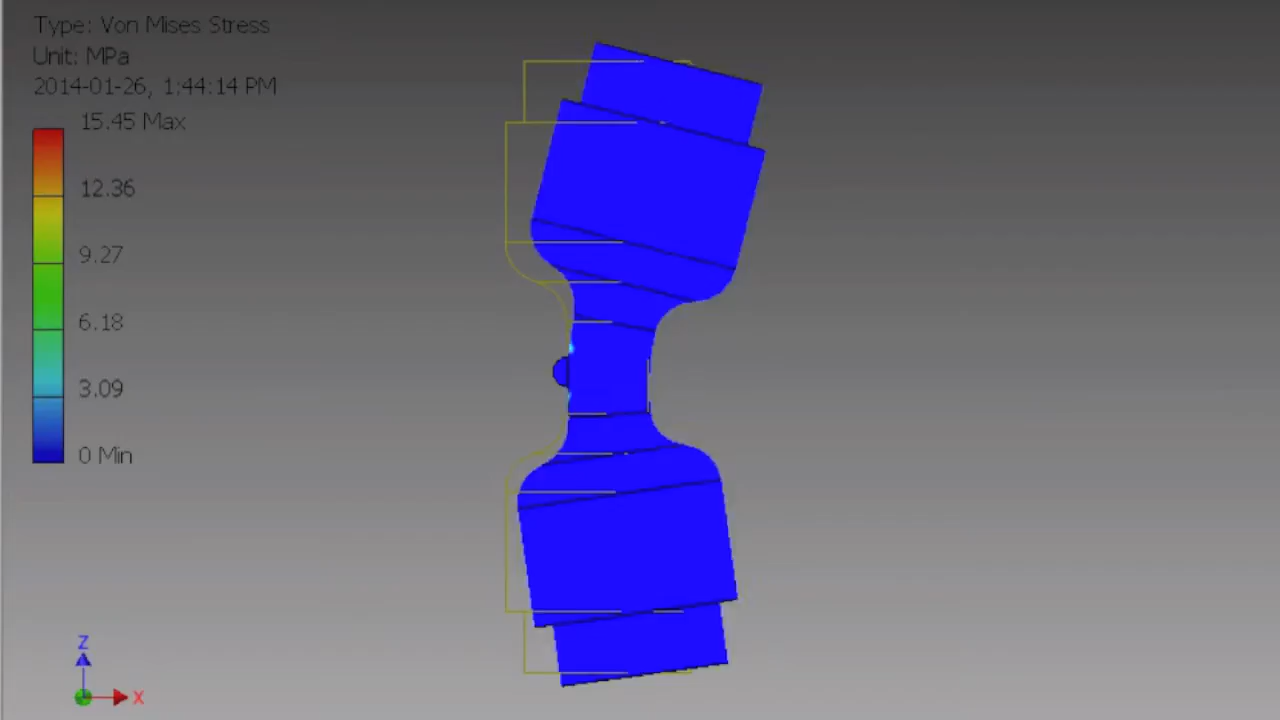 Type: Von Mises Stress
Unit: MPa
2014-01-26, 1:44:14 PM
15.45 Max
12.36
9.27
6.18
3.09
0 Min
Z
X